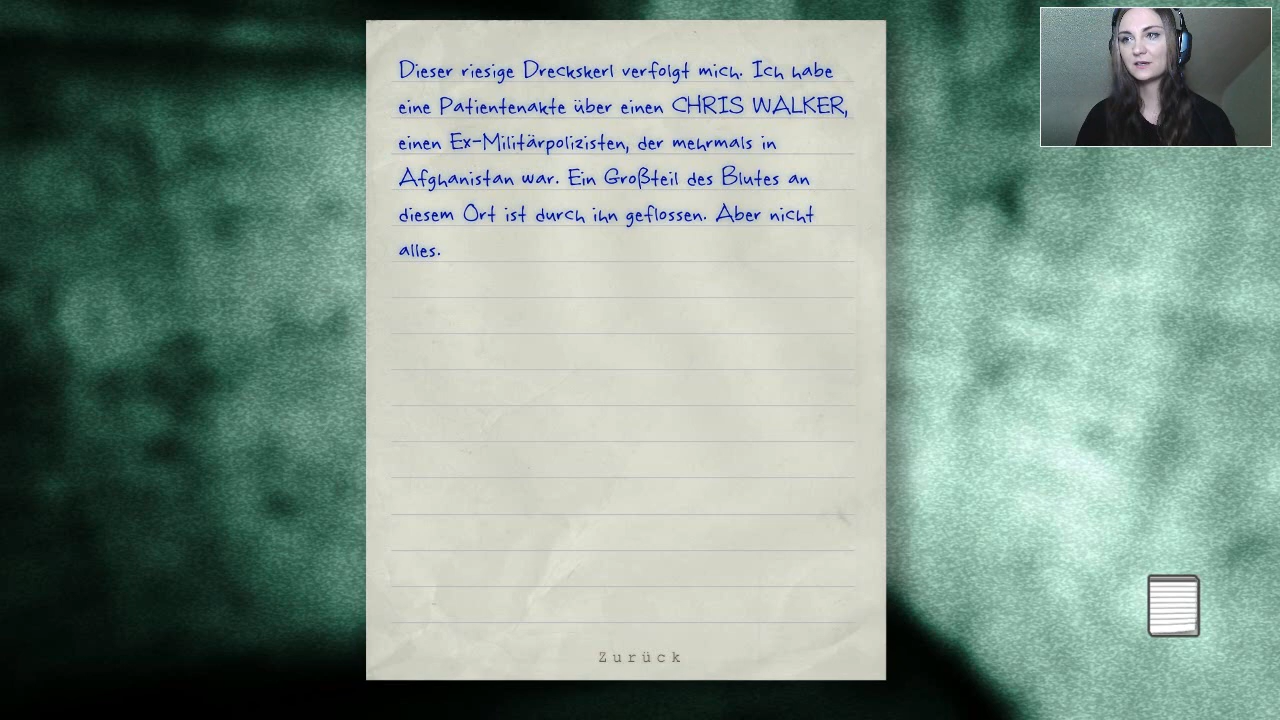 Dieser riesige Dreckskerl verfolgt mich. Ich habe
eine Patientenakte über einen CHRIS WALKER,
einen Ex-Militärpolizisten, der mehrmals in
Afghanistan war. Ein Großteil des Blutes an
diesem Ort ist durch ihn geflossen. Aber nicht
alles.
Zurück